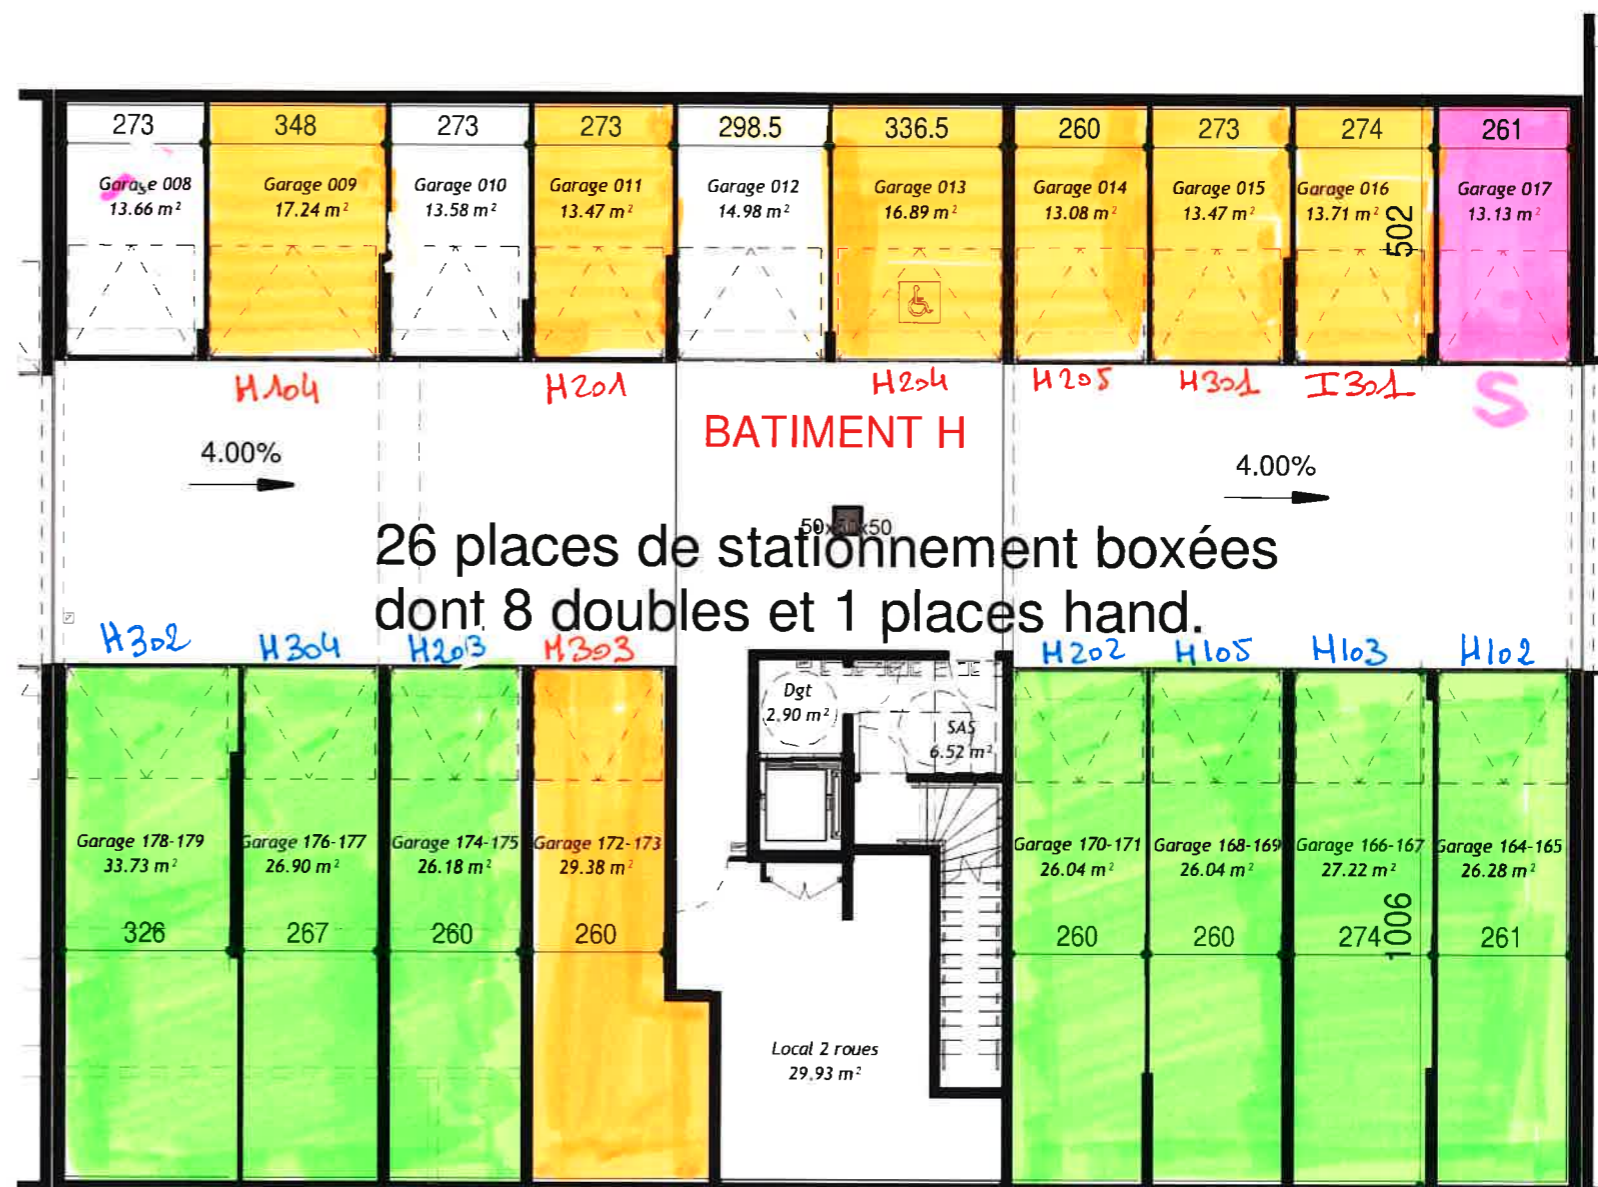 273 348 273 273 298.5 336.5 260 273 274 261
Garage 008
13.66 m²
Garage 009
17.24 m²
Garage 010
13.58 m²
Garage 011
13.47 m²
Garage 012
14.98 m²
Garage 013
16.89 m²
Garage 014
13.08 m²
Garage 015
13.47 m²
Garage 016
13.71 m²
502
Garage 017
13.13 m²
H104 H201 H204 H205 H301 I301 S
BATIMENT H
4.00%
4.00%
50x50x50
26 places de stationnement boxées
dont 8 doubles et 1 places hand.
H302 H304 H203 H303 H202 H105 H103 H102
Dgt
2.90 m²
SAS
6.52 m²
Garage 178-179
33.73 m²
Garage 176-177
26.90 m²
Garage 174-175
26.18 m²
Garage 172-173
29.38 m²
Garage 170-171
26.04 m²
Garage 168-169
26.04 m²
Garage 166-167
27.22 m²
Garage 164-165
26.28 m²
326 267 260 260 260 260 274 261
1006
Local 2 roues
29.93 m²